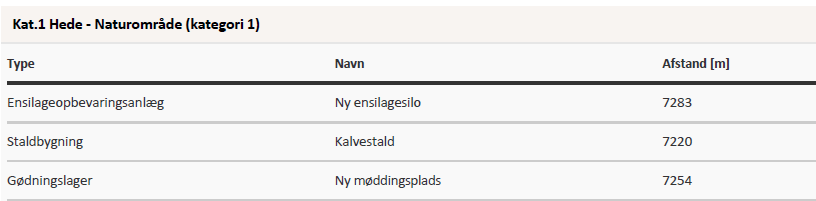 Kat.1 Hede - Naturområde (kategori 1)
Type Navn Afstand [m]
Ensilageopbevaringsanlæg Ny ensilagesilo 7283
Staldbygning Kalvestald 7220
Gødningslager Ny møddingsplads 7254